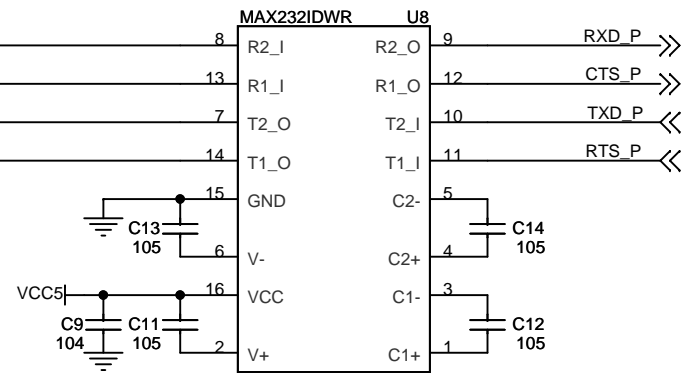 MAX232IDWR U8
8 R2_I R2_O 9 RXD_P
13 R1_I R1_O 12 CTS_P
7 T2_O T2_I 10 TXD_P
14 T1_O T1_I 11 RTS_P
15 GND C2- 5
C13 C14
105 105
6 V- C2+ 4
VCC5 16 VCC C1- 3
C9 C11 C12
104 105 105
2 V+ C1+ 1